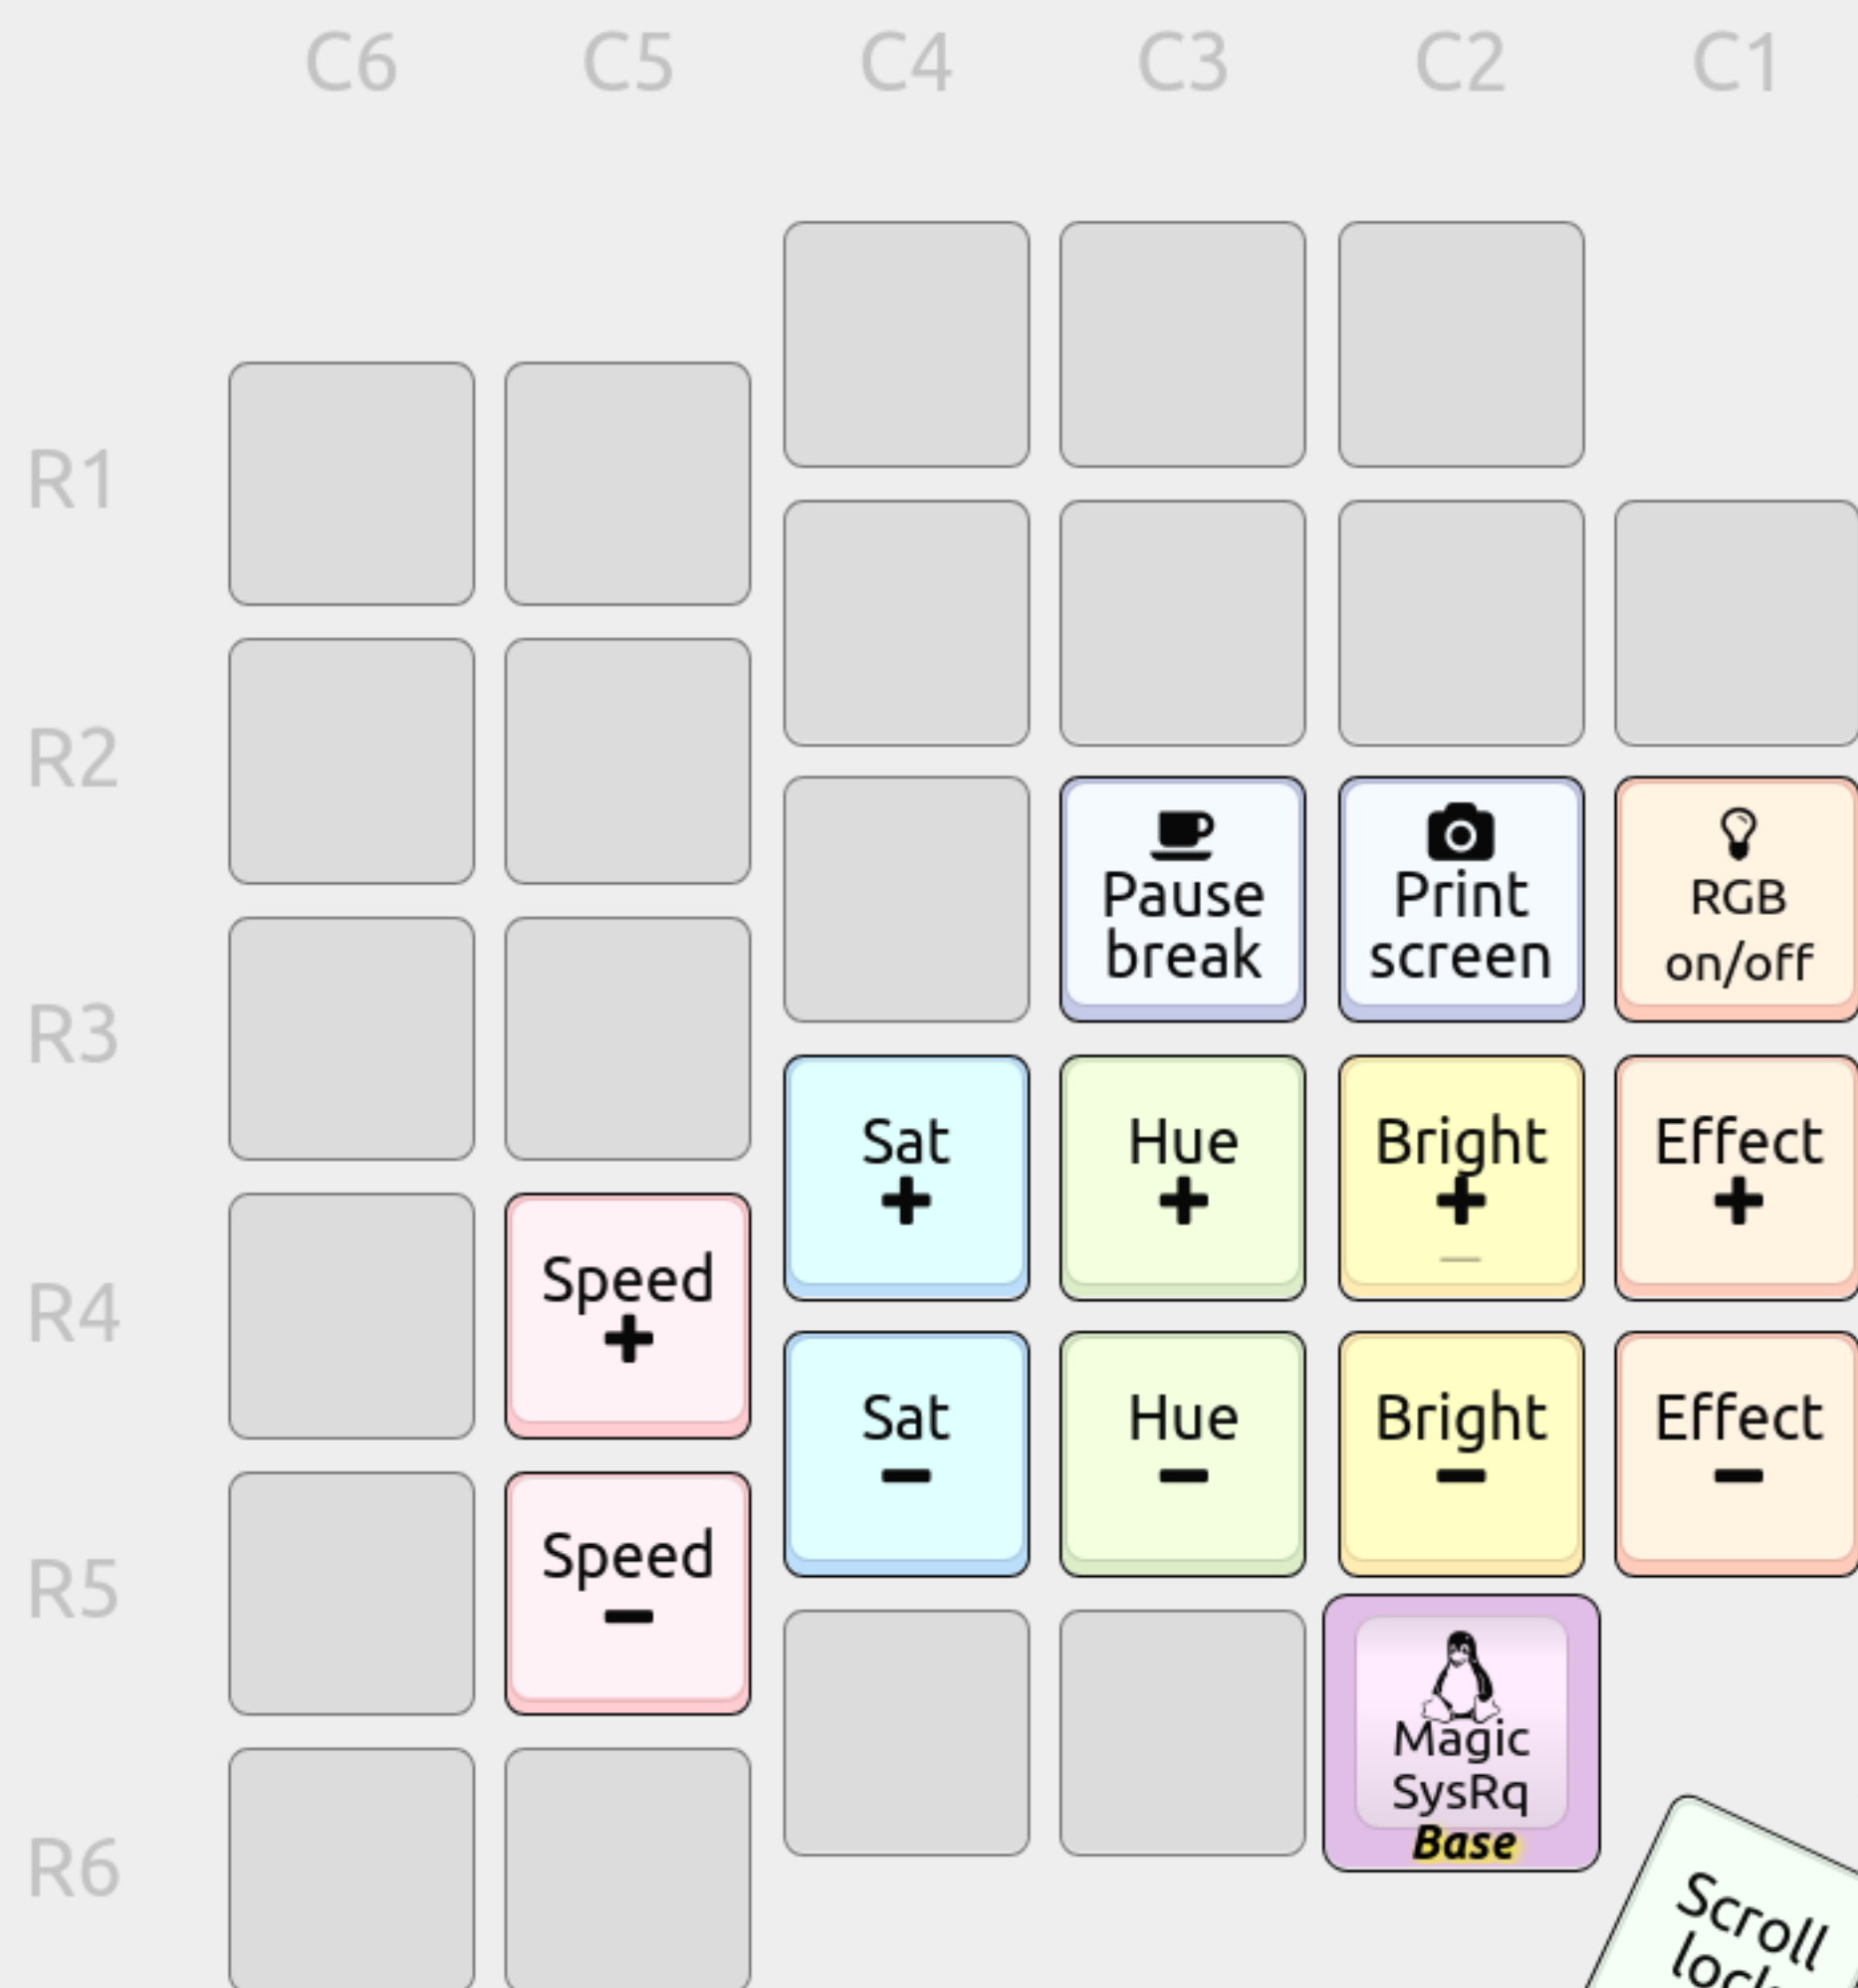 C6 C5 C4 C3 C2 C1
R1
R2
Pause
break
Print
screen
RGB
on/off
R3
Sat
+
Hue
+
Bright
+
_
Effect
+
Speed
+
R4
Sat
-
Hue
-
Bright
-
Effect
-
Speed
-
R5
Magic
SysRq
Base
R6
Scroll
lock